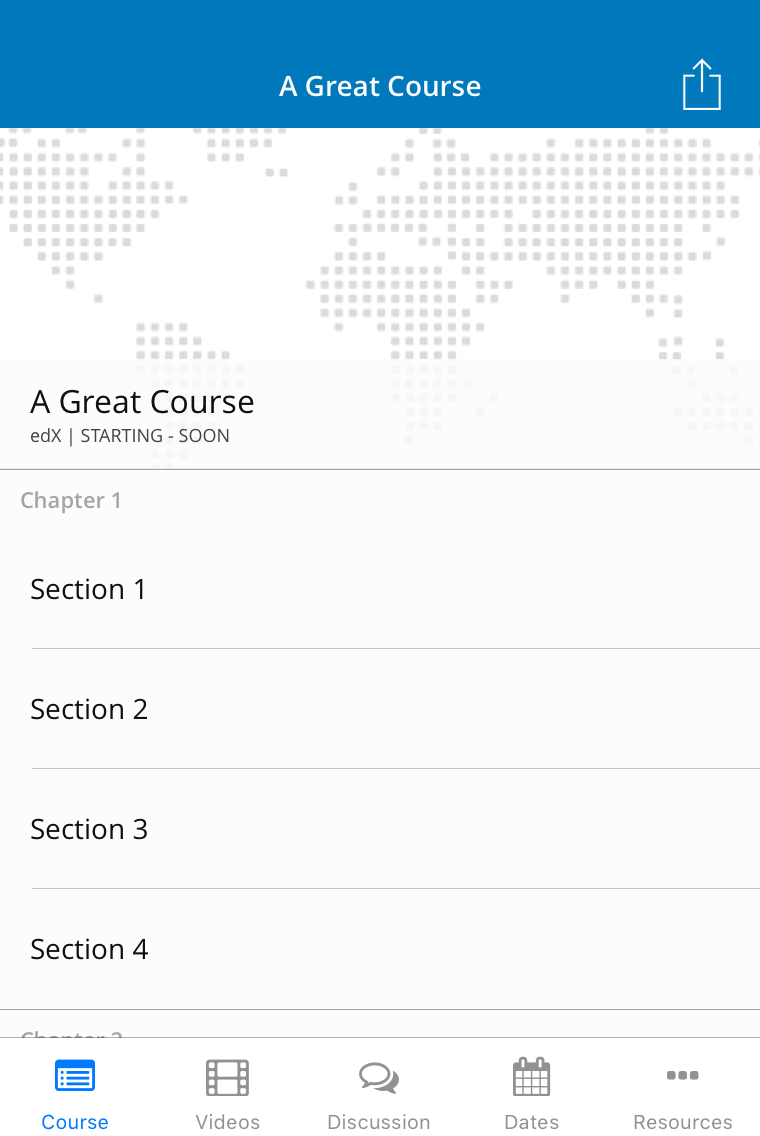 A Great Course
A Great Course
edX | STARTING - SOON
Chapter 1
Section 1
Section 2
Section 3
Section 4
Chapter
Course
Videos
Discussion
Dates
Resources